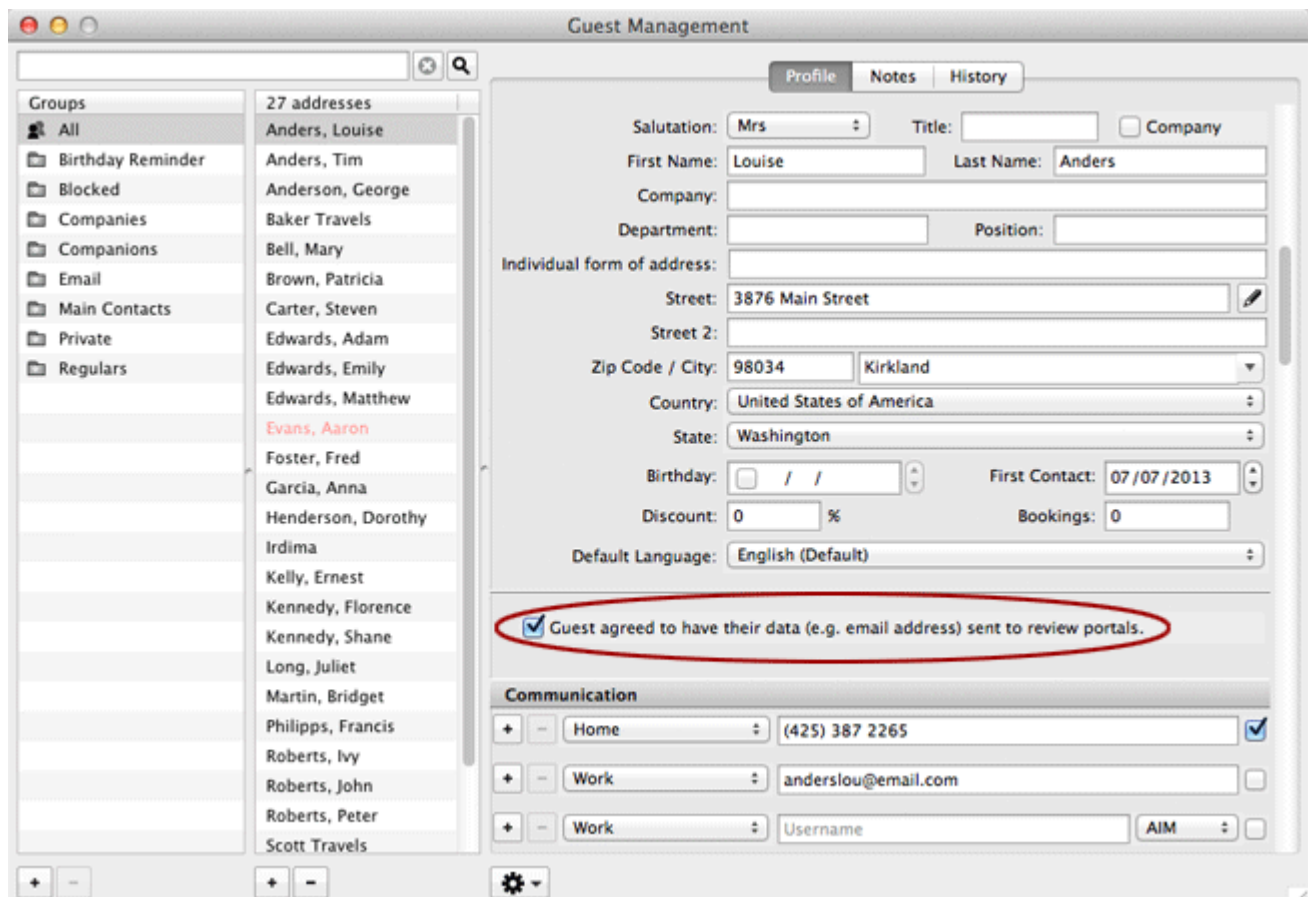 Guest Management
Profile Notes History
Groups
All
Birthday Reminder
Blocked
Companies
Companions
Email
Main Contacts
Private
Regulars
27 addresses
Anders, Louise
Anders, Tim
Anderson, George
Baker Travels
Bell, Mary
Brown, Patricia
Carter, Steven
Edwards, Adam
Edwards, Emily
Edwards, Matthew
Evans, Aaron
Foster, Fred
Garcia, Anna
Henderson, Dorothy
Irdima
Kelly, Ernest
Kennedy, Florence
Kennedy, Shane
Long, Juliet
Martin, Bridget
Philipps, Francis
Roberts, Ivy
Roberts, John
Roberts, Peter
Scott Travels
Salutation: Mrs Title: Company
First Name: Louise Last Name: Anders
Company:
Department: Position:
Individual form of address:
Street: 3876 Main Street
Street 2:
Zip Code / City: 98034 Kirkland
Country: United States of America
State: Washington
Birthday: / / First Contact: 07/07/2013
Discount: 0 % Bookings: 0
Default Language: English (Default)
Guest agreed to have their data (e.g. email address) sent to review portals.
Communication
+ - Home (425) 387 2265
+ - Work anderslou@email.com
+ - Work Username AIM
+ - + -